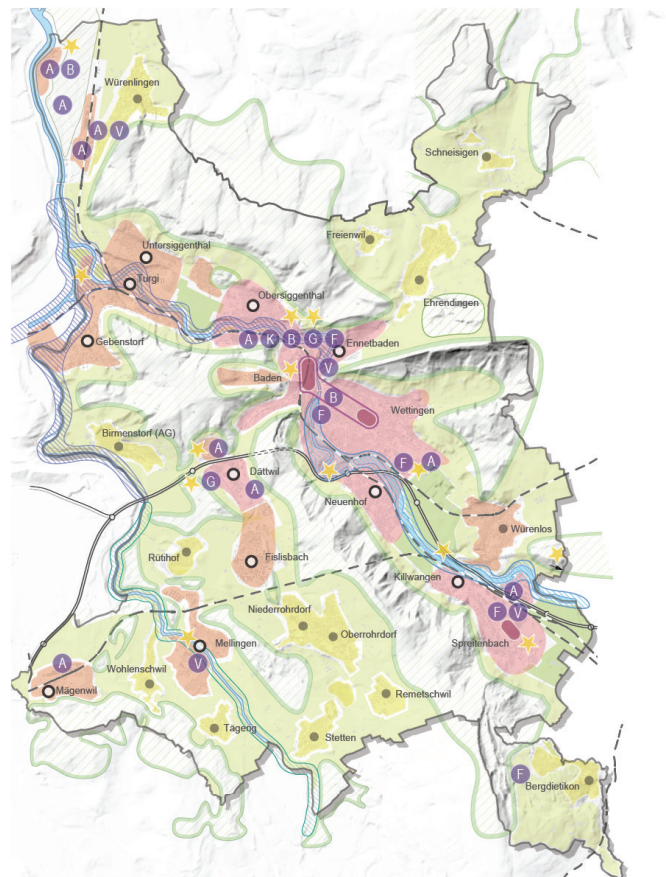 A B
Würenlingen
A
A V
A
Schneisigen
Freienwil
Untersiggenthal
Turgi
Ehrendingen
Obersiggenthal
Gebenstorf
A K B G F
Ennetbaden
V
Baden
B
F
Wettingen
Birmenstorf (AG)
A
F A
Dättwil
G A
Neuenhof
Würenlos
Rütihof
Fislisbach
Killwangen
A
F V
Niederrohrdorf
Oberrohrdorf
Spreitenbach
Mellingen
A
V
Wohlenschwil
Mägenwil
Remetschwil
Tägerig
Stetten
F
Bergdietikon